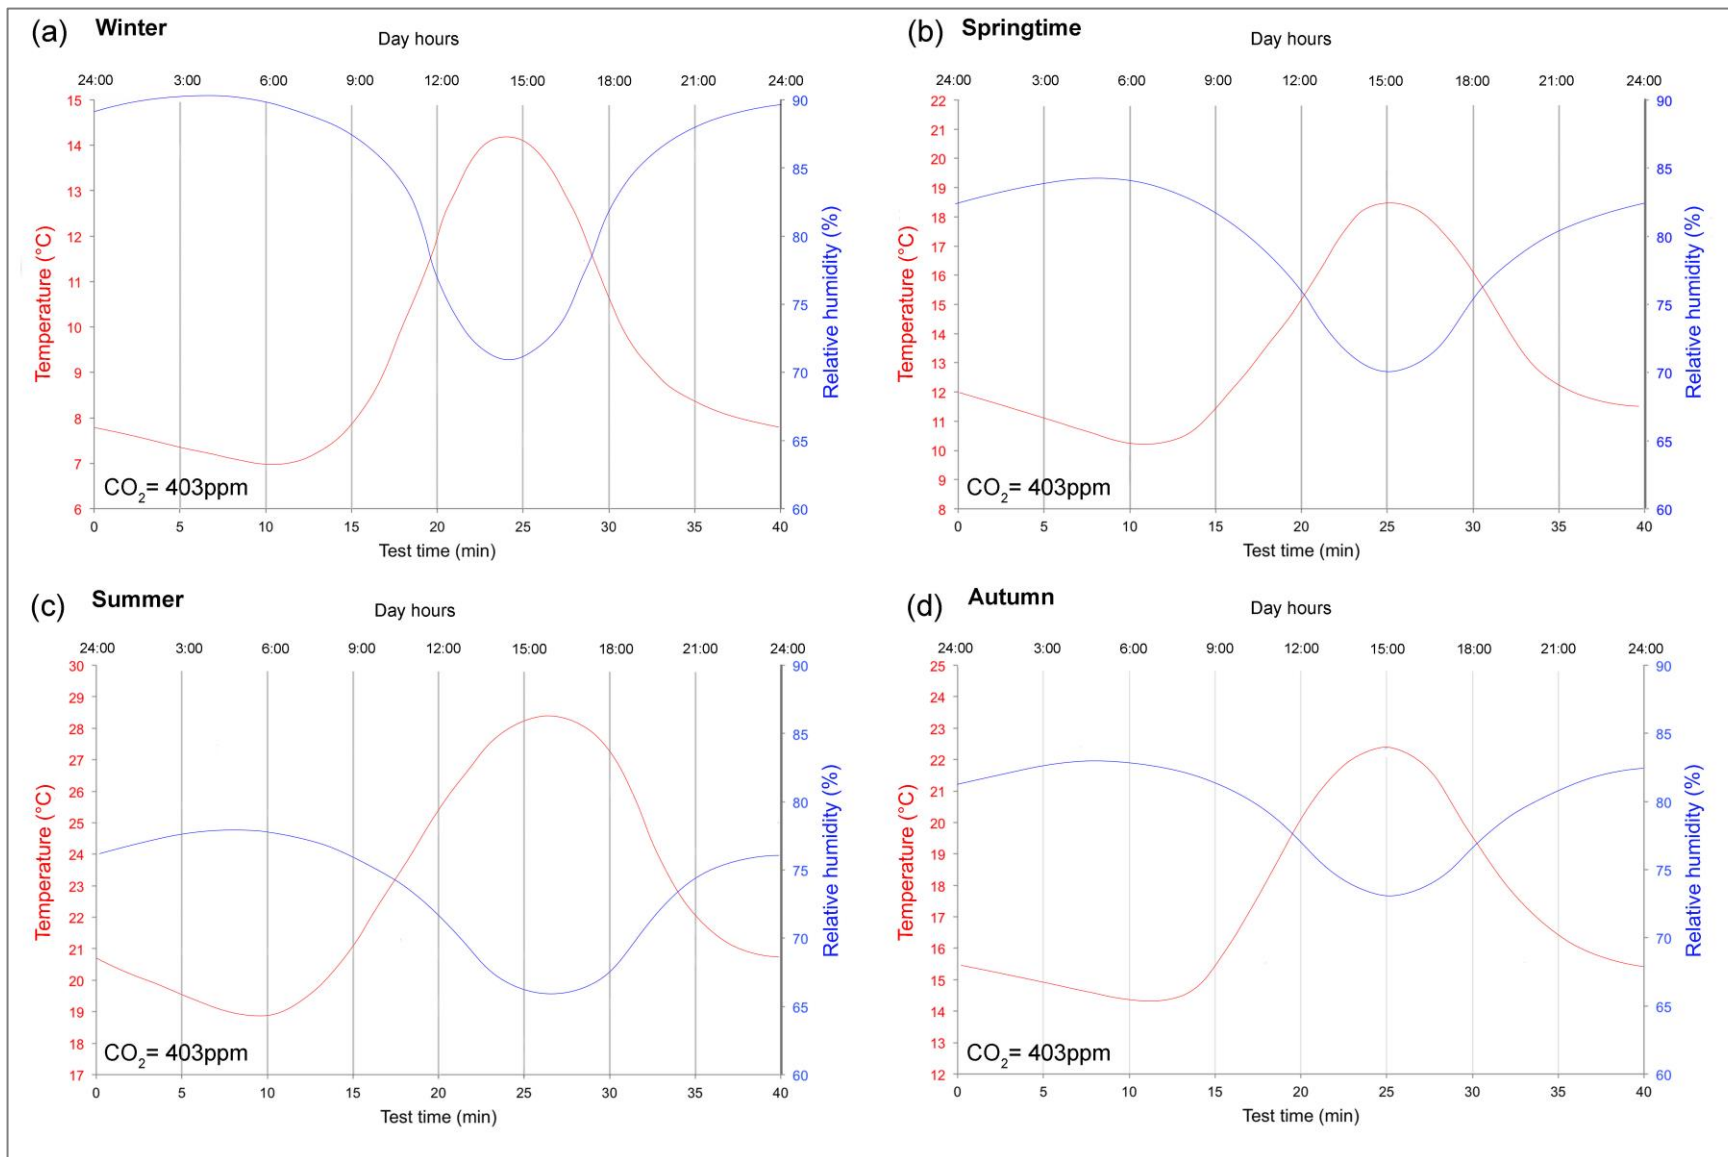 (a) Winter
Day hours
24:00 3:00 6:00 9:00 12:00 15:00 18:00 21:00 24:00
15
14
13
12
11
10
9
8
7
6
Temperature (°C)
90
85
80
75
70
65
60
Relative humidity (%)
CO2= 403ppm
0 5 10 15 20 25 30 35 40
Test time (min)
(b) Springtime
Day hours
24:00 3:00 6:00 9:00 12:00 15:00 18:00 21:00 24:00
22
21
20
19
18
17
16
15
14
13
12
11
10
9
8
Temperature (°C)
90
85
80
75
70
65
60
Relative humidity (%)
CO2= 403ppm
0 5 10 15 20 25 30 35 40
Test time (min)
(c) Summer
Day hours
24:00 3:00 6:00 9:00 12:00 15:00 18:00 21:00 24:00
30
29
28
27
26
25
24
23
22
21
20
19
18
17
Temperature (°C)
90
85
80
75
70
65
60
Relative humidity (%)
CO2= 403ppm
0 5 10 15 20 25 30 35 40
Test time (min)
(d) Autumn
Day hours
24:00 3:00 6:00 9:00 12:00 15:00 18:00 21:00 24:00
25
24
23
22
21
20
19
18
17
16
15
14
13
12
Temperature (°C)
90
85
80
75
70
65
60
Relative humidity (%)
CO2= 403ppm
0 5 10 15 20 25 30 35 40
Test time (min)